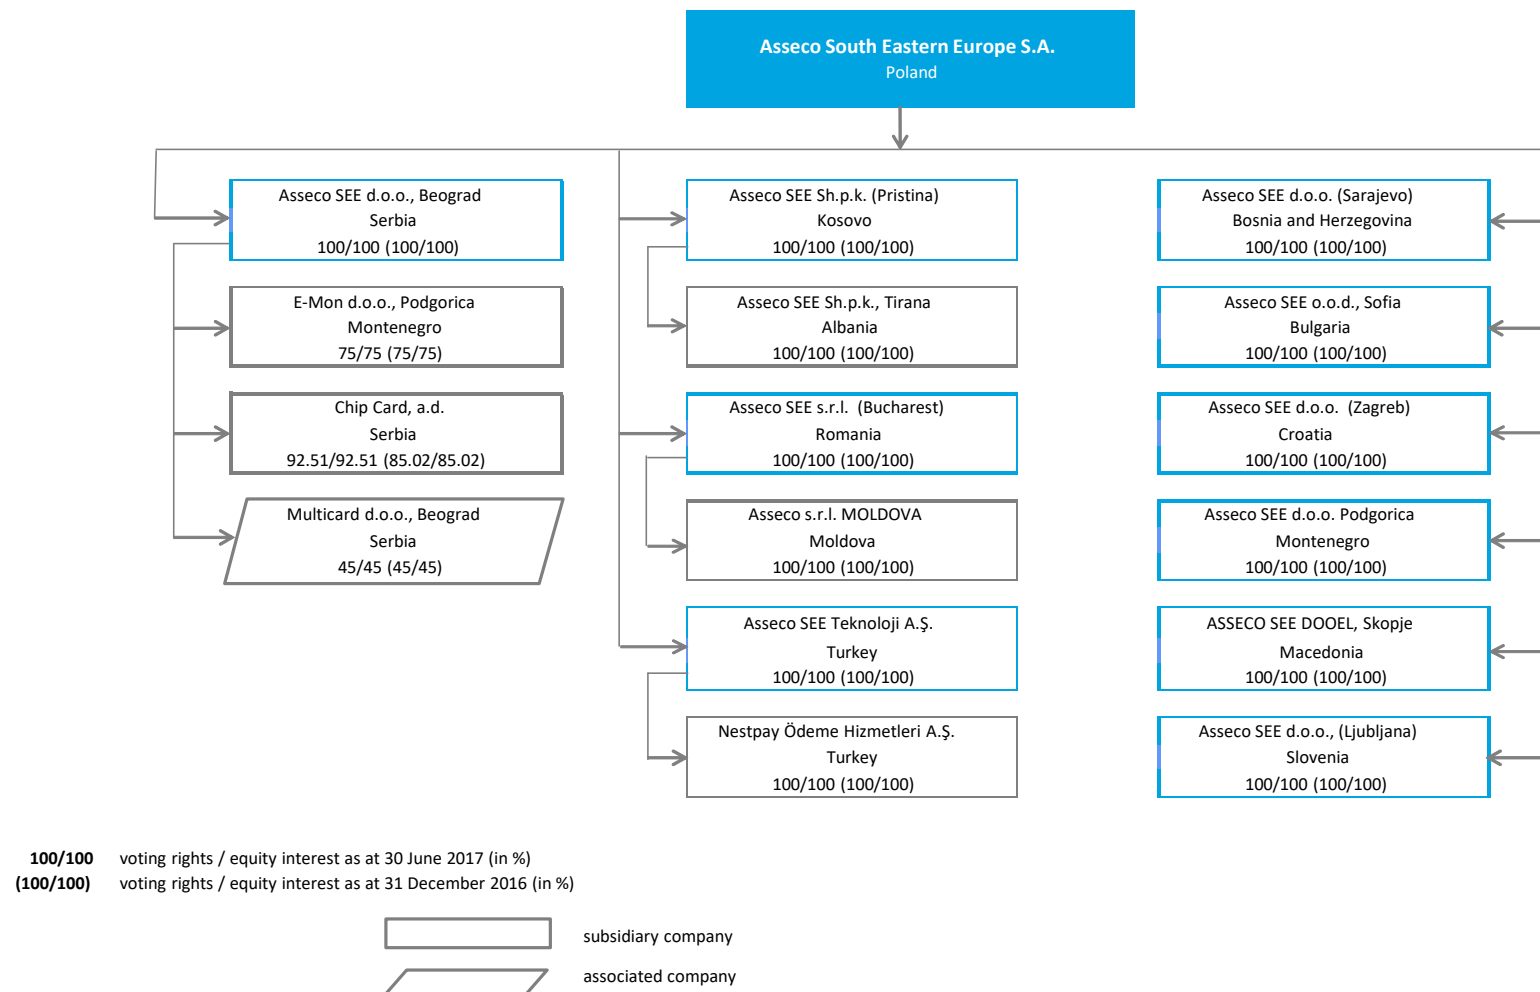 Asseco South Eastern Europe S.A.
Poland
Asseco SEE d.o.o., Beograd
Serbia
100/100 (100/100)
E-Mon d.o.o., Podgorica
Montenegro
75/75 (75/75)
Chip Card, a.d.
Serbia
92.51/92.51 (85.02/85.02)
Multicard d.o.o., Beograd
Serbia
45/45 (45/45)
Asseco SEE Sh.p.k. (Pristina)
Kosovo
100/100 (100/100)
Asseco SEE Sh.p.k., Tirana
Albania
100/100 (100/100)
Asseco SEE s.r.l. (Bucharest)
Romania
100/100 (100/100)
Asseco s.r.l. MOLDOVA
Moldova
100/100 (100/100)
Asseco SEE Teknoloji A.Ş.
Turkey
100/100 (100/100)
Nestpay Ödeme Hizmetleri A.Ş.
Turkey
100/100 (100/100)
Asseco SEE d.o.o. (Sarajevo)
Bosnia and Herzegovina
100/100 (100/100)
Asseco SEE o.o.d., Sofia
Bulgaria
100/100 (100/100)
Asseco SEE d.o.o. (Zagreb)
Croatia
100/100 (100/100)
Asseco SEE d.o.o. Podgorica
Montenegro
100/100 (100/100)
ASSECO SEE DOOEL, Skopje
Macedonia
100/100 (100/100)
Asseco SEE d.o.o., (Ljubljana)
Slovenia
100/100 (100/100)
100/100 voting rights / equity interest as at 30 June 2017 (in %)
(100/100) voting rights / equity interest as at 31 December 2016 (in %)
subsidiary company
associated company